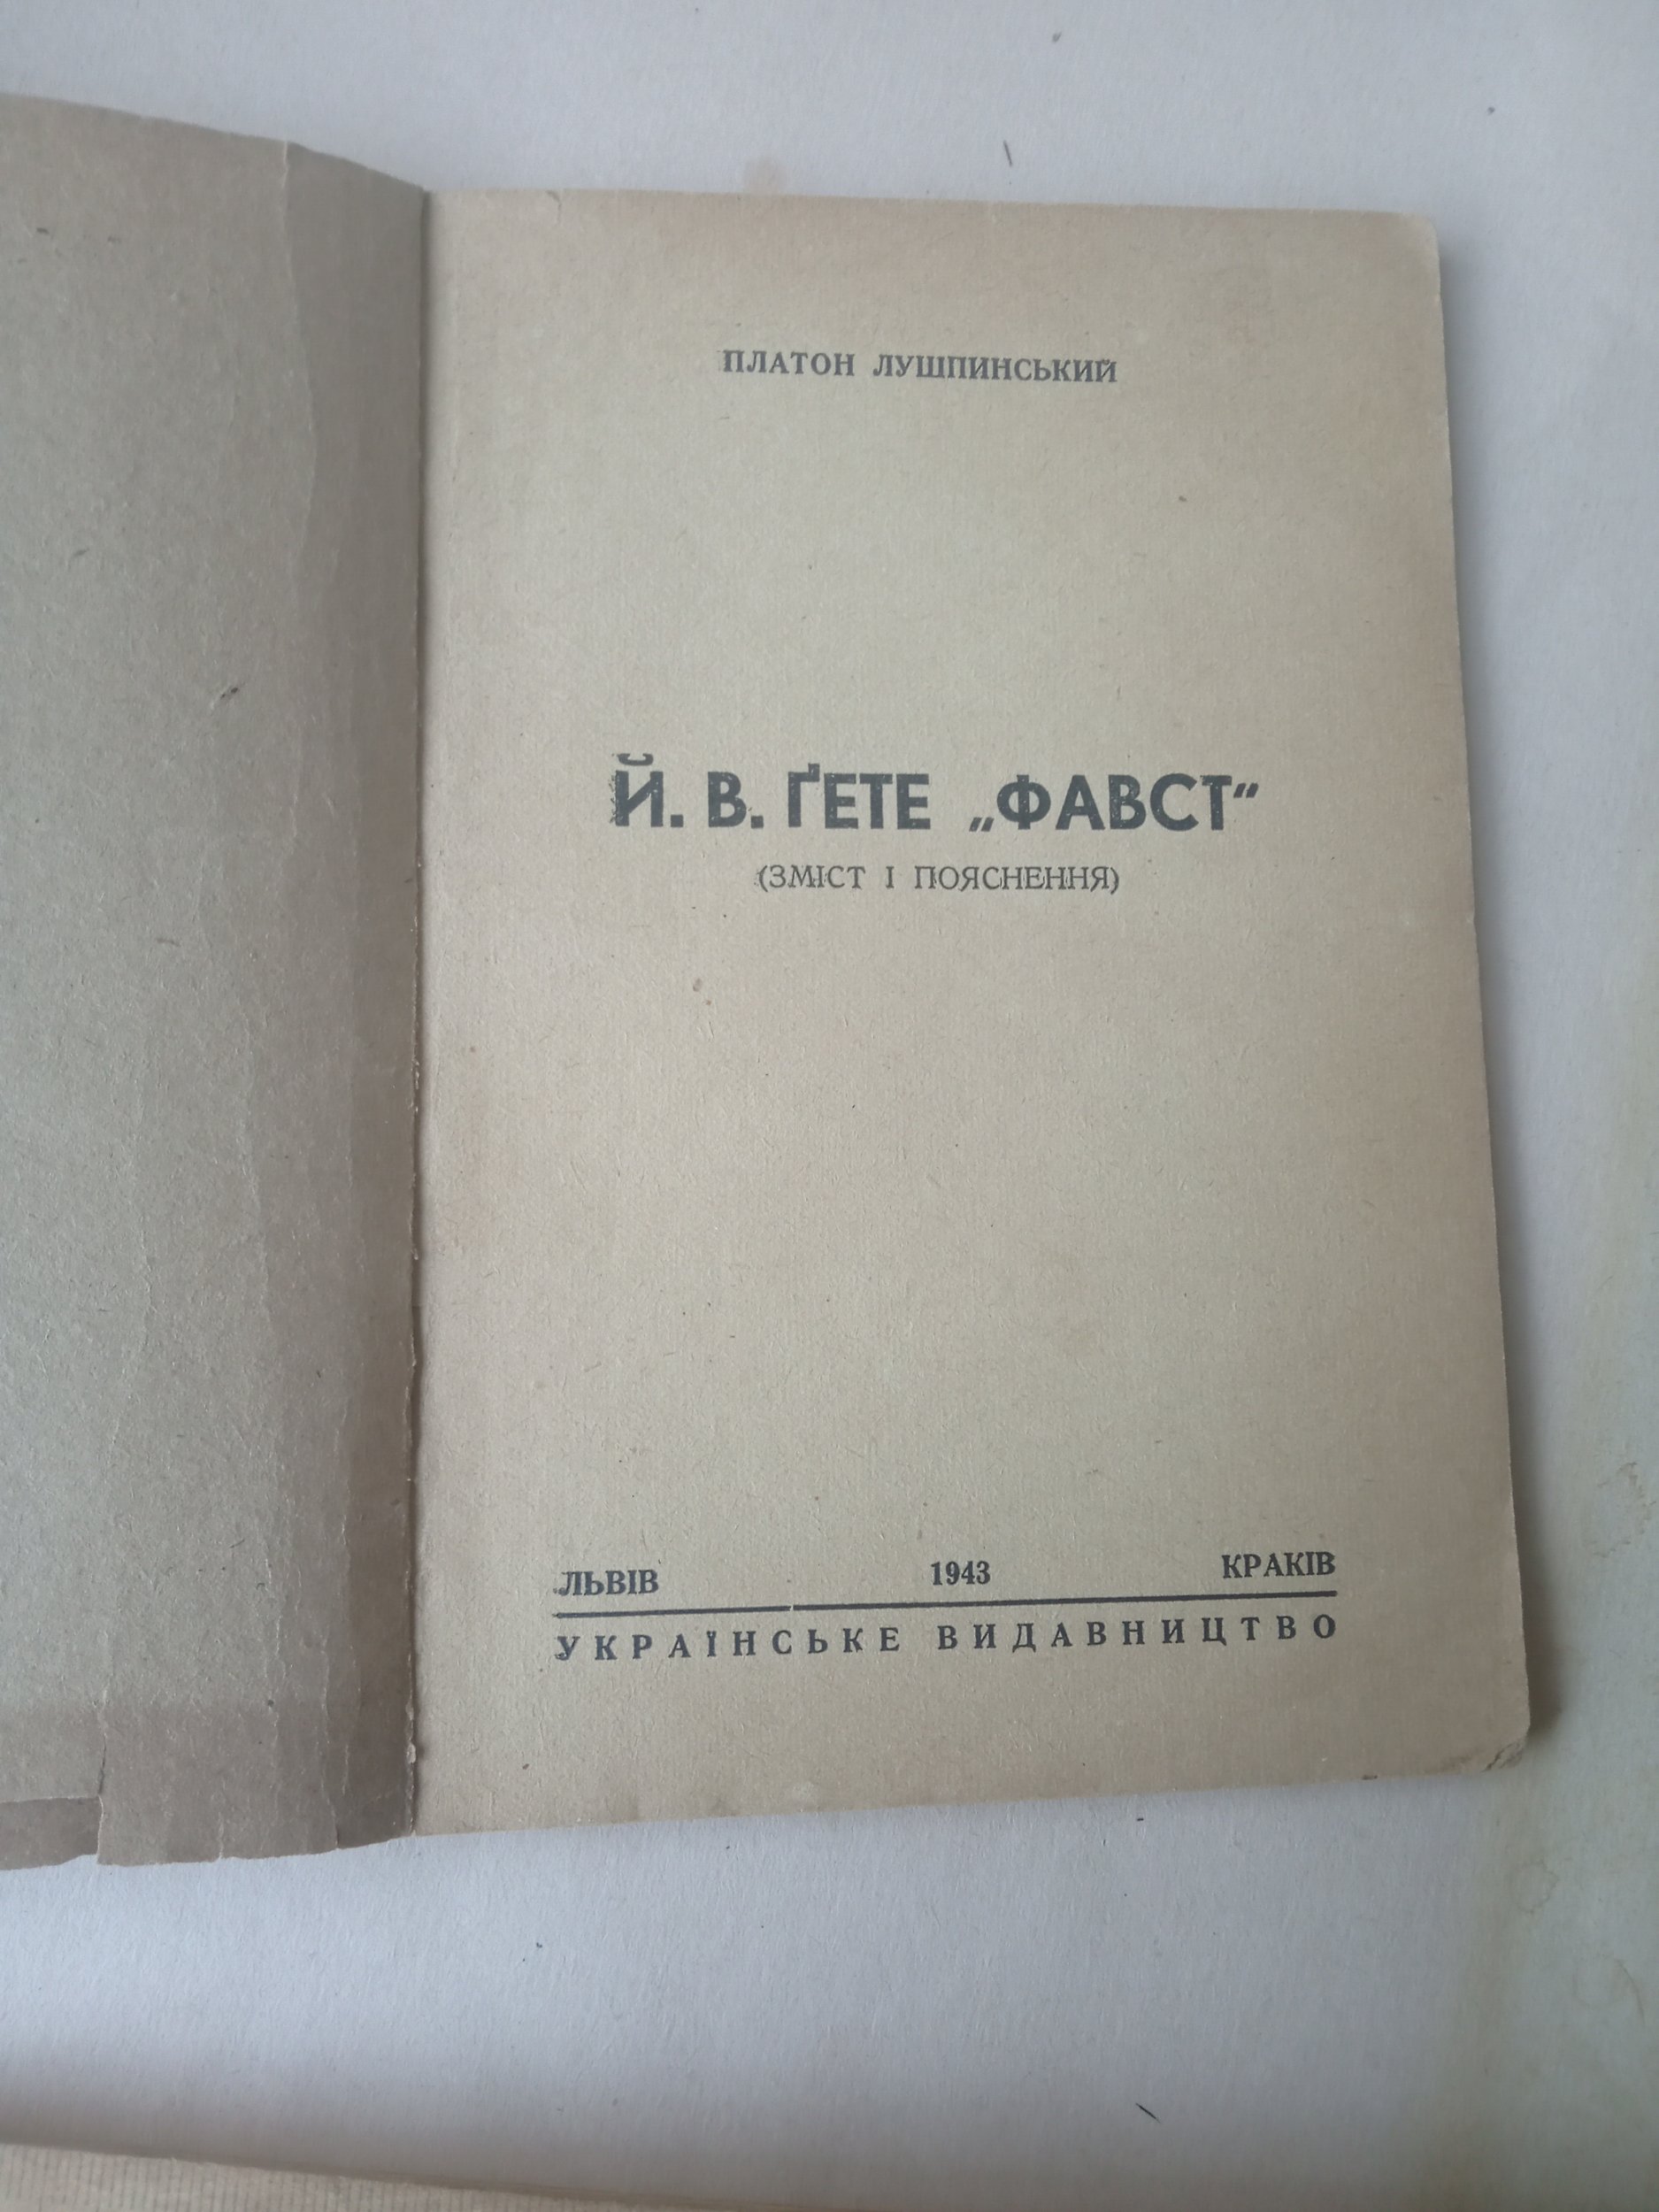 ПЛАТОН ЛУШПИНСЬКИЙ
Й. В. ҐЕТЕ „ФАВСТ“
(ЗМІСТ І ПОЯСНЕННЯ)
ЛЬВІВ 1943 КРАКІВ
УКРАЇНСЬКЕ ВИДАВНИЦТВО